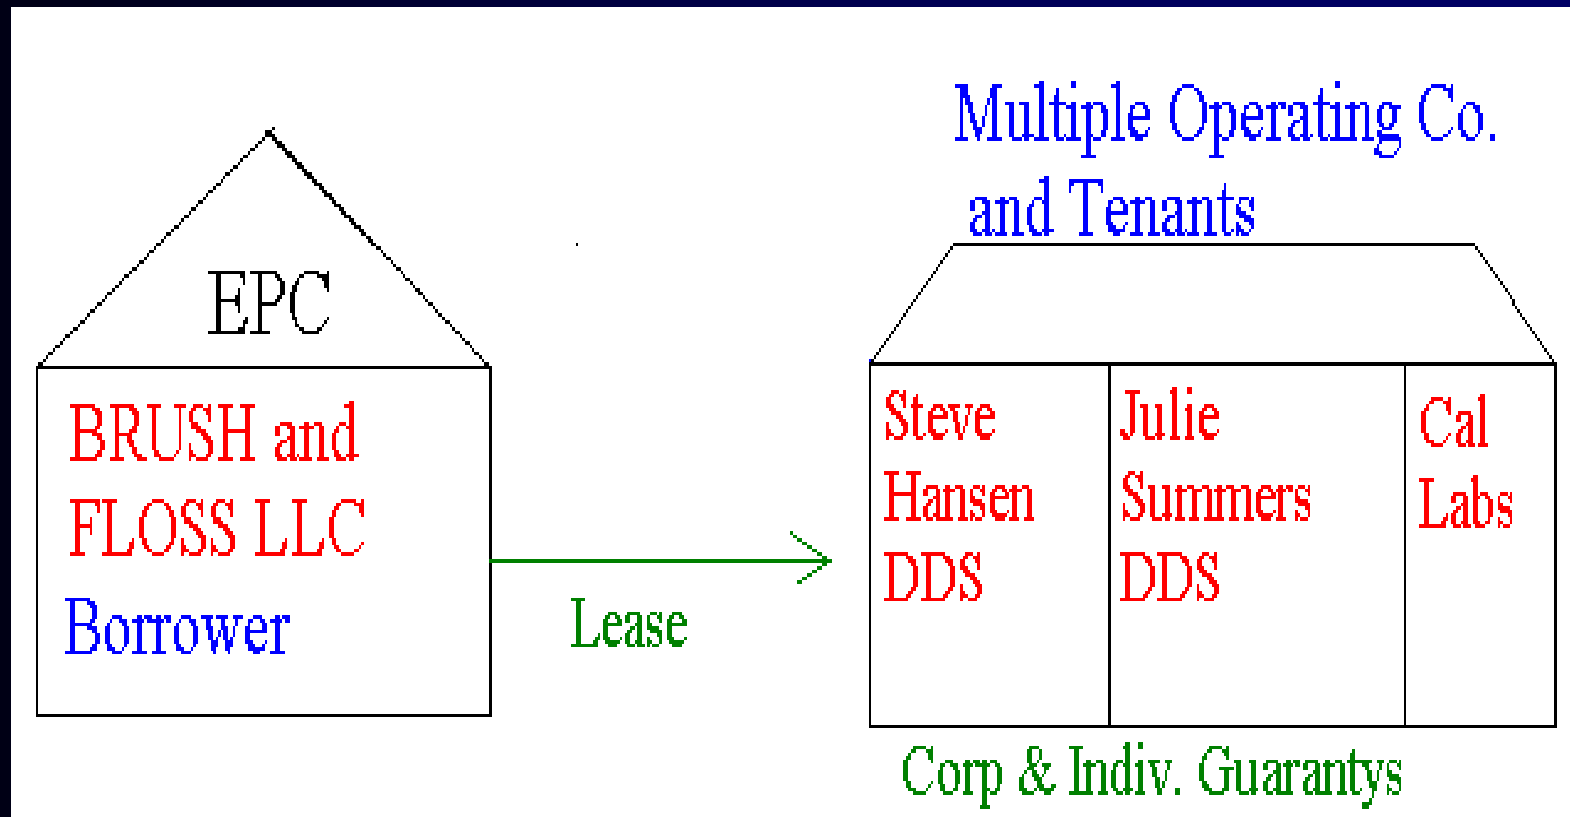 EPC
BRUSH and
FLOSS LLC
Borrower
Lease
Multiple Operating Co.
and Tenants
Steve
Hansen
DDS
Julie
Summers
DDS
Cal
Labs
Corp & Indiv. Guarantys